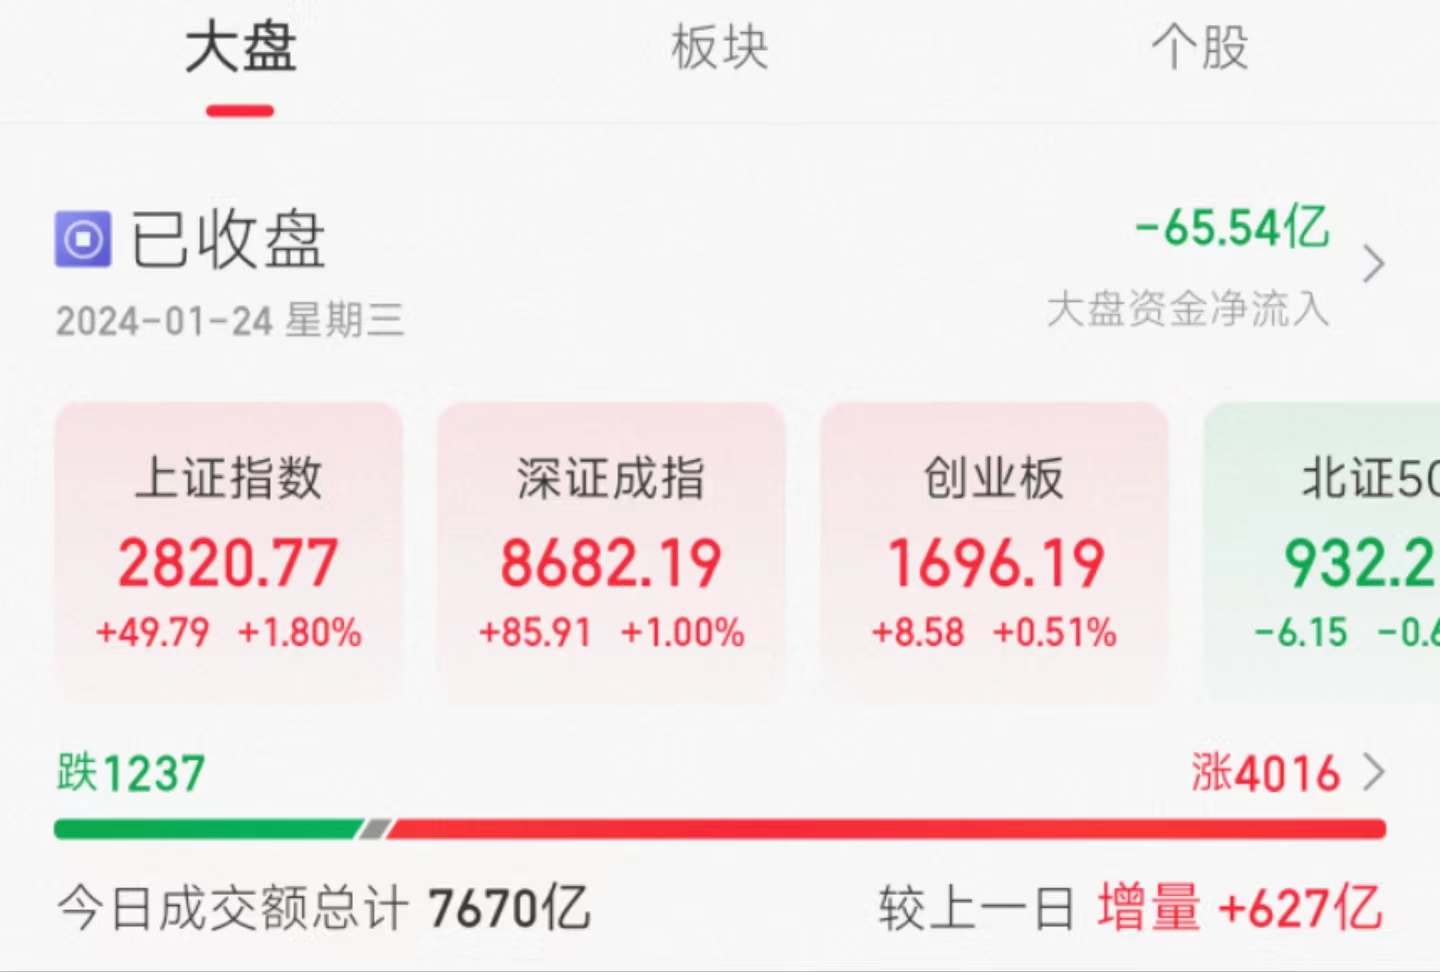 大盘 板块 个股
已收盘 -65.54亿
2024-01-24 星期三 大盘资金净流入
上证指数 深证成指 创业板 北证50
2820.77 8682.19 1696.19 932.2
+49.79 +1.80% +85.91 +1.00% +8.58 +0.51% -6.15
跌1237 涨4016
今日成交额总计 7670亿 较上一日 增量 +627亿